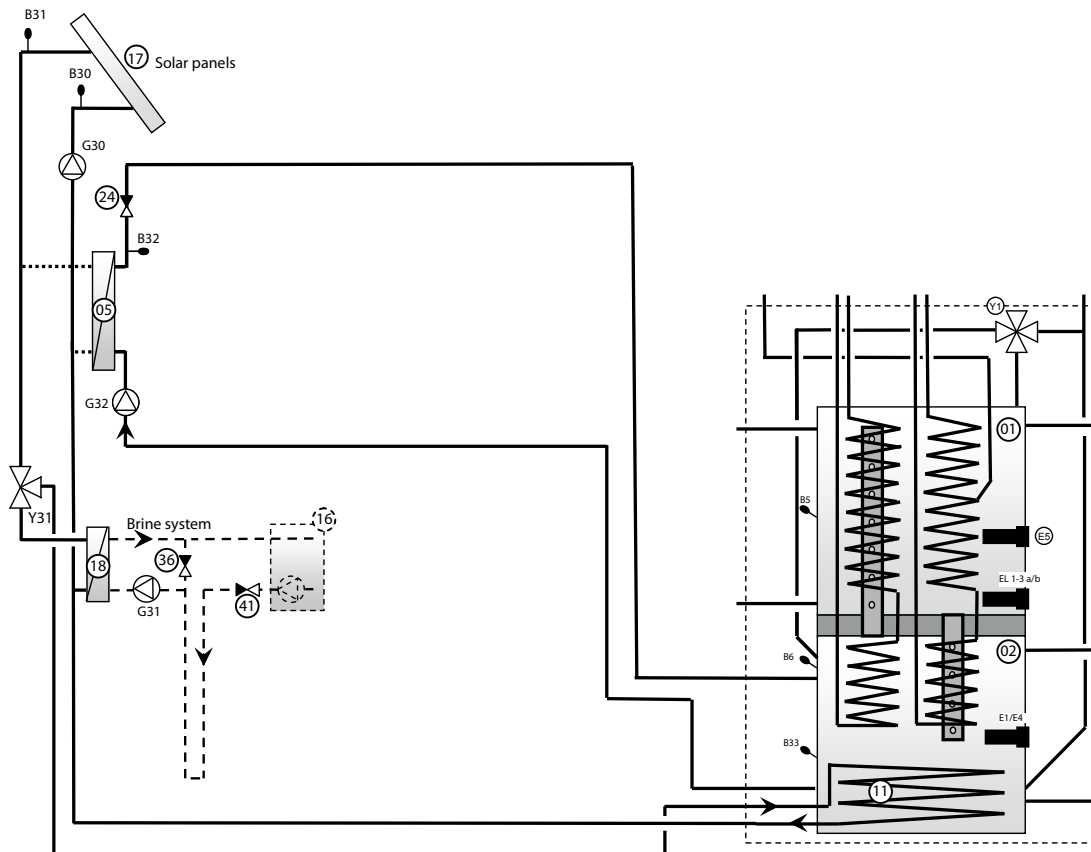 B31
17
Solar panels
B30
G30
24
B32
05
G32
Y1
01
B5
E5
Y31
Brine system
16
36
18
G31
41
EL 1-3 a/b
02
B6
E1/E4
B33
11